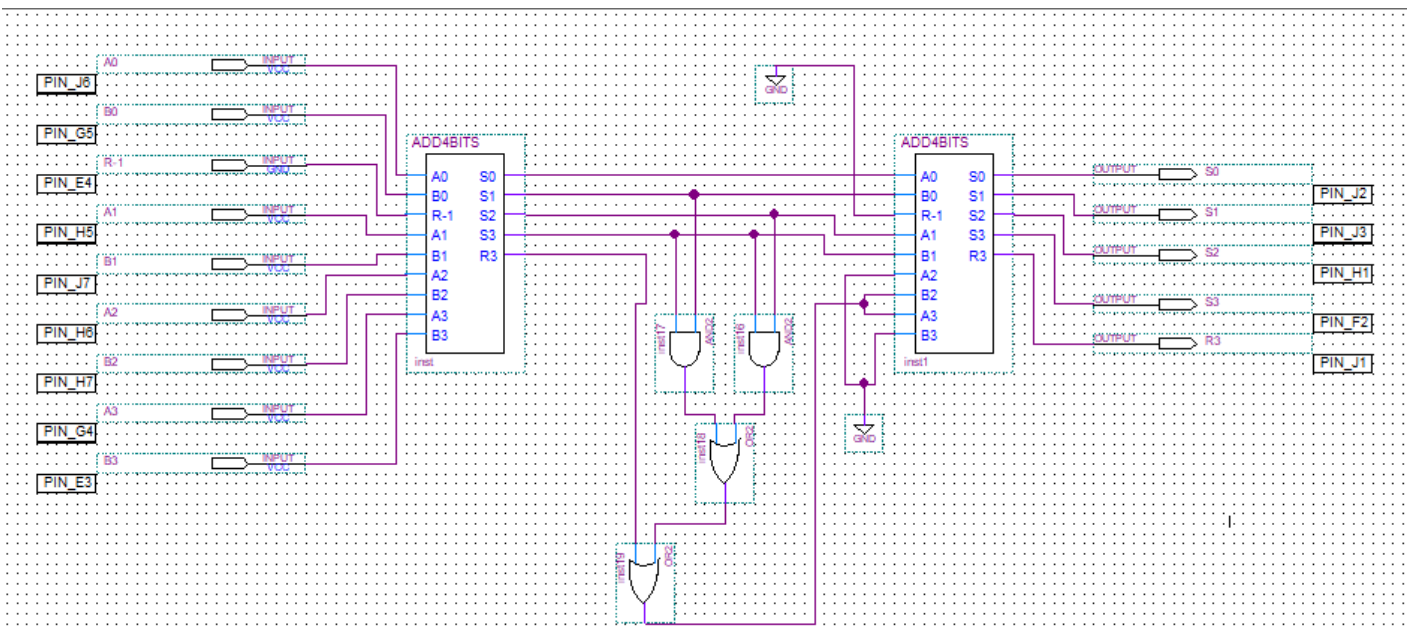 A0 INPUT VCC
PIN_J6
B0 INPUT VCC
PIN_G5
R-1 INPUT GND
PIN_E4
A1 INPUT VCC
PIN_H5
B1 INPUT VCC
PIN_J7
A2 INPUT VCC
PIN_H6
B2 INPUT VCC
PIN_H7
A3 INPUT VCC
PIN_G4
B3 INPUT VCC
PIN_E3
ADD4BITS
A0 S0
B0 S1
R-1 S2
A1 S3
B1 R3
A2
B2
A3
B3
inst
GND
inst17 AND2
inst16 AND2
inst18 OR2
inst19 OR2
ADD4BITS
A0 S0
B0 S1
R-1 S2
A1 S3
B1 R3
A2
B2
A3
B3
inst1
GND
OUTPUT S0
PIN_J2
OUTPUT S1
PIN_J3
OUTPUT S2
PIN_H1
OUTPUT S3
PIN_F2
OUTPUT R3
PIN_J1